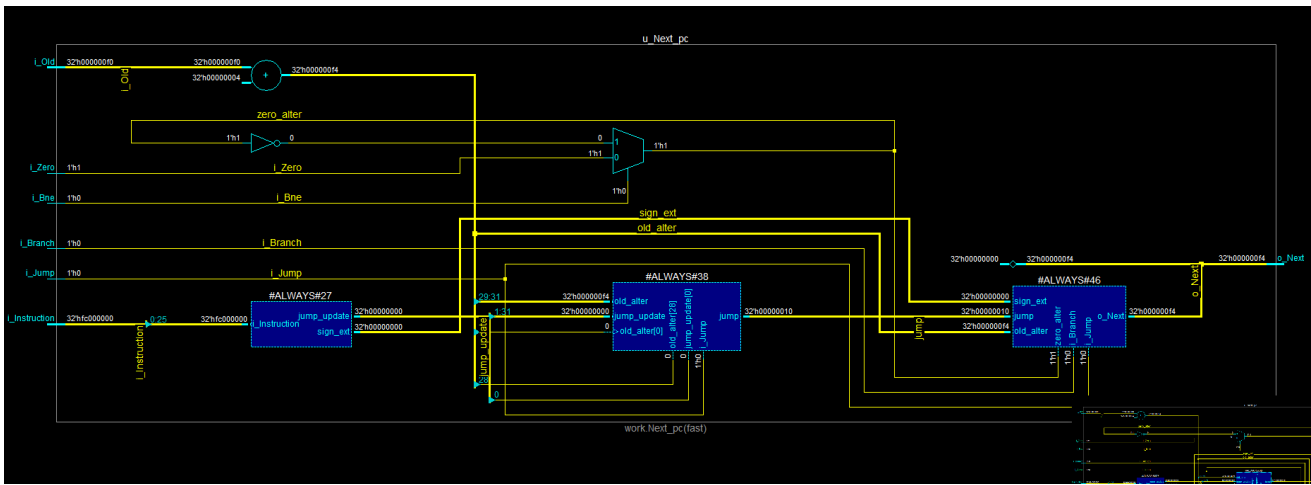 u_Next_pc
i_Old 32'h000000f0 32'h000000f0 32'h000000f4
i_Old
32'h00000004
+
zero_alter
1'h1 0 0 1
1'h1 0 1'h1
i_Zero 1'h1 i_Zero
1'h0
i_Bne 1'h0 i_Bne
sign_ext
old_alter
i_Branch 1'h0 i_Branch
32'h00000000 32'h000000f4 o_Next
i_Jump 1'h0 i_Jump
#ALWAYS#38
#ALWAYS#46
o_Next
#ALWAYS#27
29:31 32'h000000f4 old_alter
32'h00000000 sign_ext
i_Instruction 32'hfc000000 0:25 32'hfc000000 i_Instruction
jump_update 32'h00000000
sign_ext 32'h00000000
1:31 32'h00000000 jump_update jump 32'h00000010
32'h00000010 jump o_Next 32'h000000f4
0 old_alter[0]
32'h000000f4 old_alter
i_Instruction
jump_update
old_alter[28]
jump_update[0]
i_Jump
jump
zero_alter
i_Branch
i_Jump
0
0
1'h0
1'h1
1'h0
1'h0
28
0
work.Next_pc(fast)